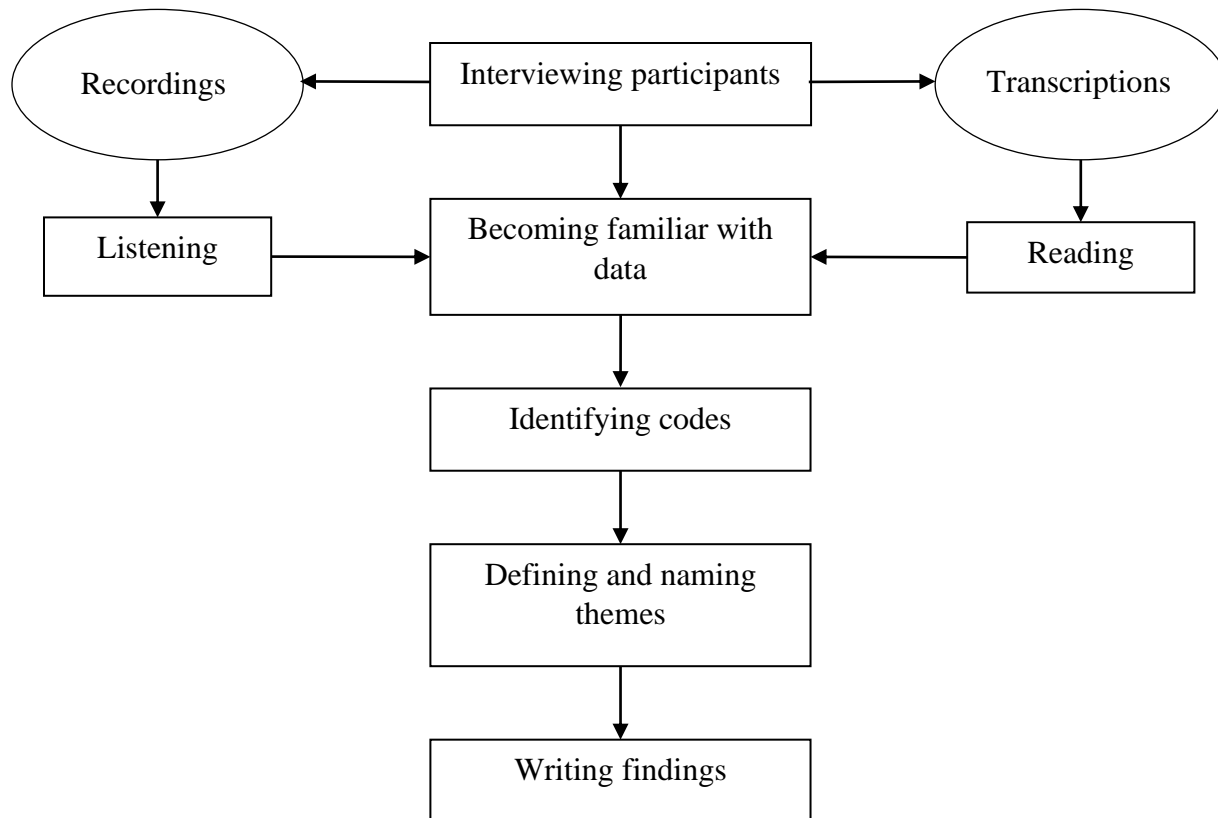 Recordings
Interviewing participants
Transcriptions
Listening
Becoming familiar with
data
Reading
Identifying codes
Defining and naming
themes
Writing findings